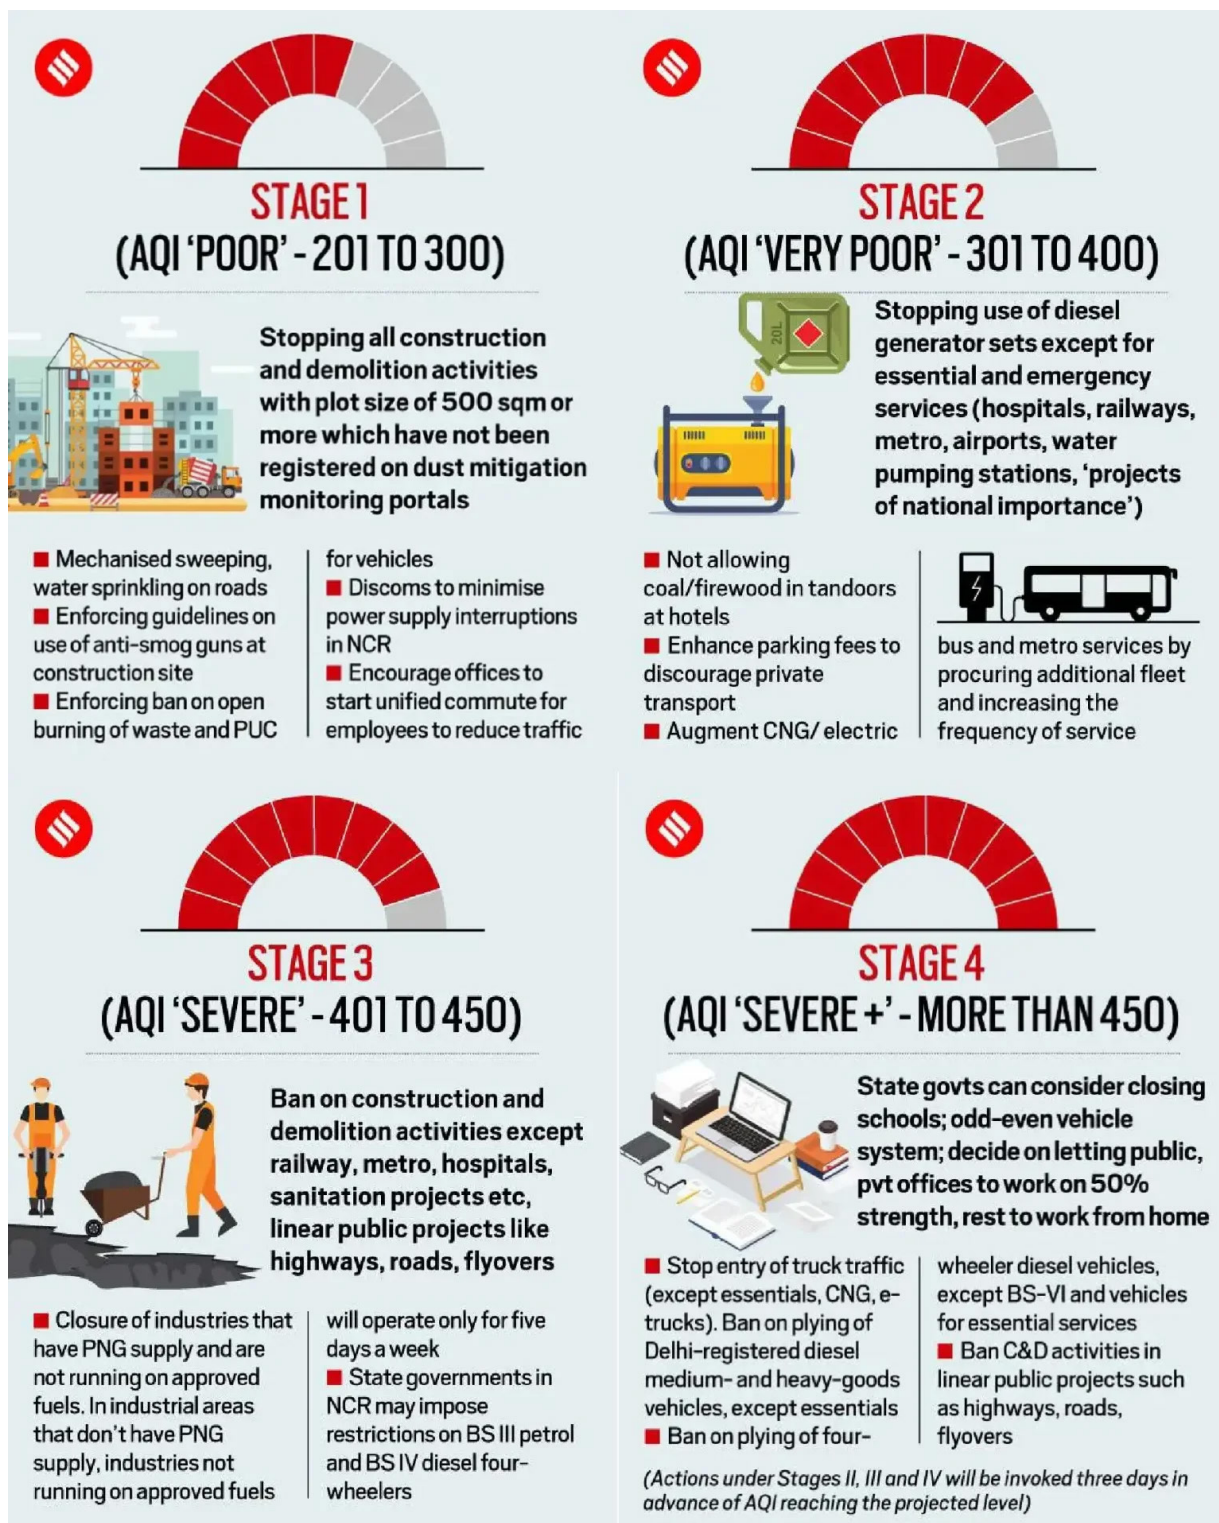 STAGE 1
(AQI ‘POOR’ - 201 TO 300)
Stopping all construction
and demolition activities
with plot size of 500 sqm or
more which have not been
registered on dust mitigation
monitoring portals
Mechanised sweeping,
water sprinkling on roads
Enforcing guidelines on
use of anti-smog guns at
construction site
Enforcing ban on open
burning of waste and PUC
for vehicles
Discoms to minimise
power supply interruptions
in NCR
Encourage offices to
start unified commute for
employees to reduce traffic
STAGE 2
(AQI ‘VERY POOR’ - 301 TO 400)
20L
Stopping use of diesel
generator sets except for
essential and emergency
services (hospitals, railways,
metro, airports, water
pumping stations, ‘projects
of national importance’)
Not allowing
coal/firewood in tandoors
at hotels
Enhance parking fees to
discourage private
transport
Augment CNG/ electric
bus and metro services by
procuring additional fleet
and increasing the
frequency of service
STAGE 3
(AQI ‘SEVERE’ - 401 TO 450)
Ban on construction and
demolition activities except
railway, metro, hospitals,
sanitation projects etc,
linear public projects like
highways, roads, flyovers
Closure of industries that
have PNG supply and are
not running on approved
fuels. In industrial areas
that don’t have PNG
supply, industries not
running on approved fuels
will operate only for five
days a week
State governments in
NCR may impose
restrictions on BS III petrol
and BS IV diesel four-
wheelers
STAGE 4
(AQI ‘SEVERE +’ - MORE THAN 450)
State govts can consider closing
schools; odd-even vehicle
system; decide on letting public,
pvt offices to work on 50%
strength, rest to work from home
Stop entry of truck traffic
(except essentials, CNG, e-
trucks). Ban on plying of
Delhi-registered diesel
medium- and heavy-goods
vehicles, except essentials
Ban on plying of four-
wheeler diesel vehicles,
except BS-VI and vehicles
for essential services
Ban C&D activities in
linear public projects such
as highways, roads,
flyovers
(Actions under Stages II, III and IV will be invoked three days in
advance of AQI reaching the projected level)